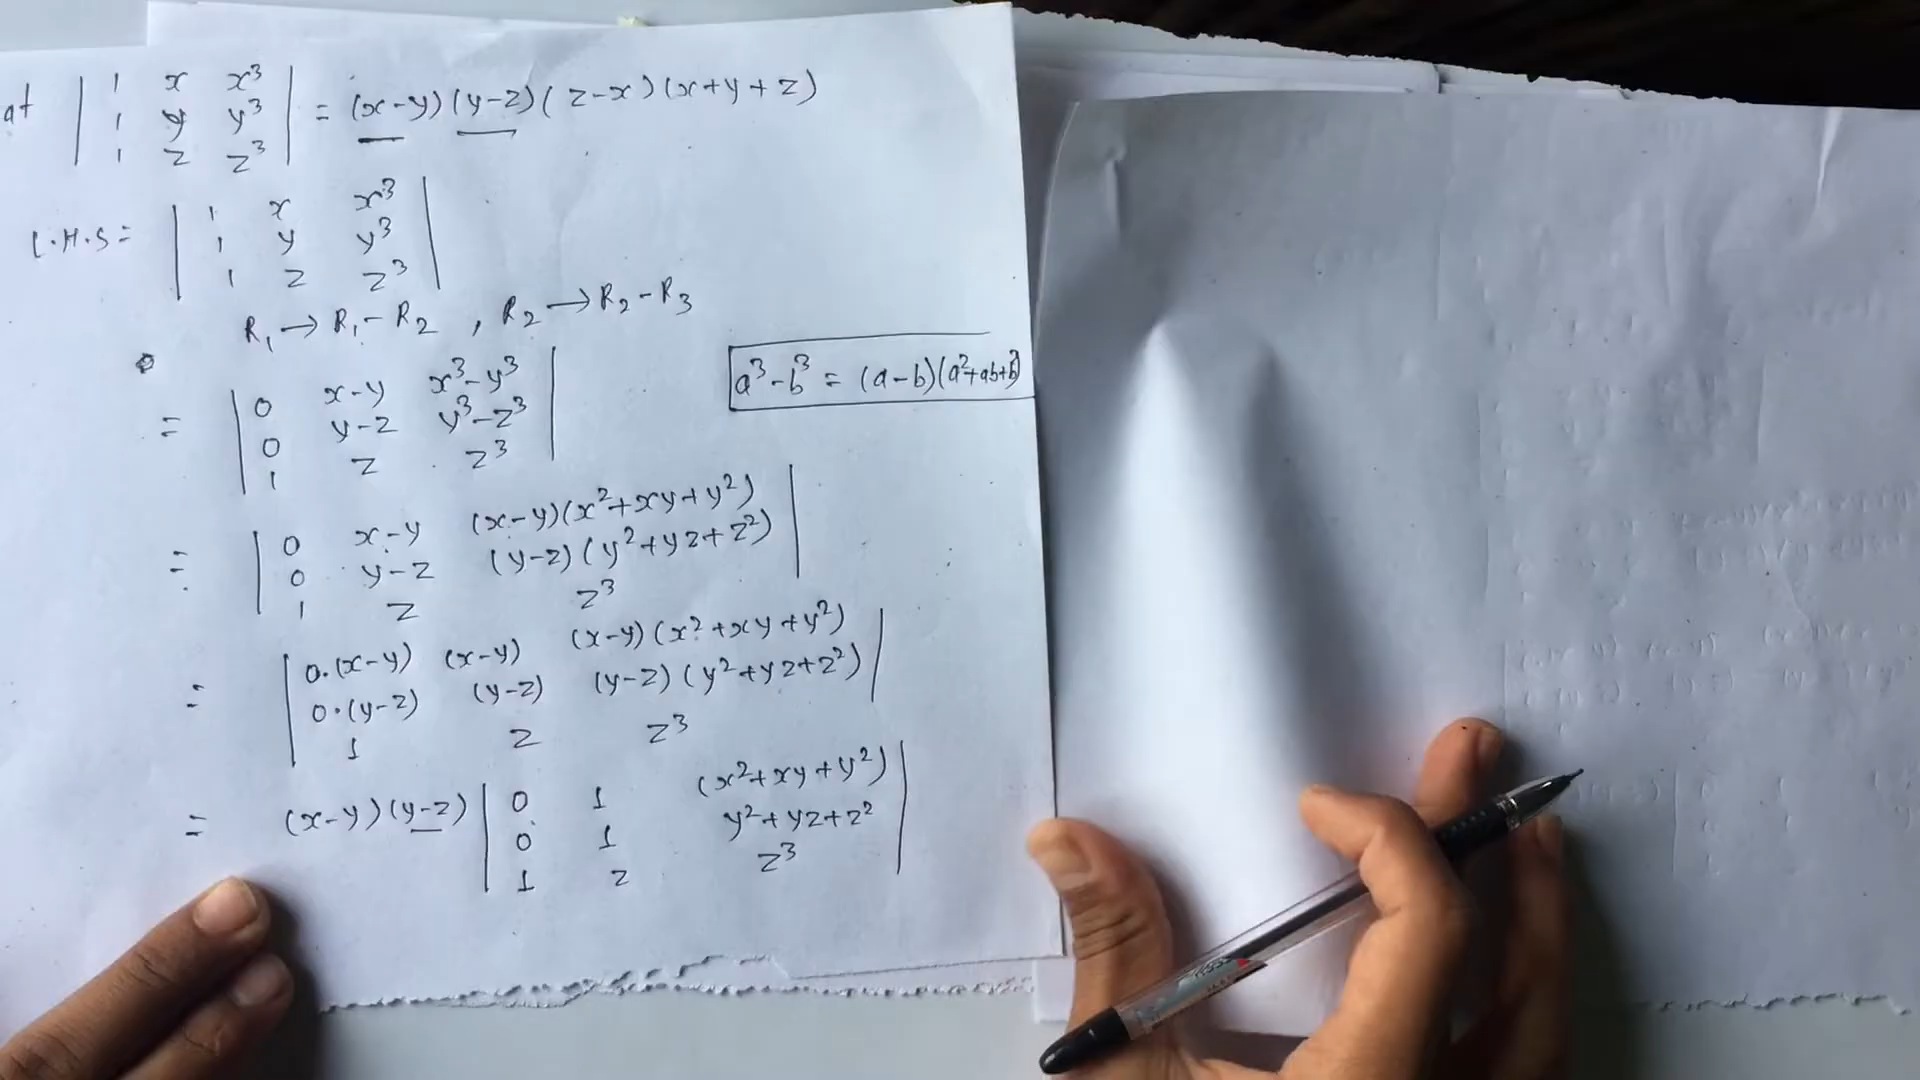 at | 1 x x³ | = (x-y)(y-z)(z-x)(x+y+z)
| 1 y y³ |
| 1 z z³ |
L.H.S = | 1 x x³ |
| 1 y y³ |
| 1 z z³ |
R₁ → R₁ - R₂ , R₂ → R₂ - R₃
= | 0 x-y x³-y³ |
| 0 y-z y³-z³ |
| 1 z z³ |
a³-b³ = (a-b)(a²+ab+b²)
= | 0 x-y (x-y)(x²+xy+y²) |
| 0 y-z (y-z)(y²+yz+z²) |
| 1 z z³ |
= | 0.(x-y) (x-y) (x-y)(x²+xy+y²) |
| 0.(y-z) (y-z) (y-z)(y²+yz+z²) |
| 1 z z³ |
= (x-y)(y-z) | 0 1 (x²+xy+y²) |
| 0 1 y²+yz+z² |
| 1 z z³ |